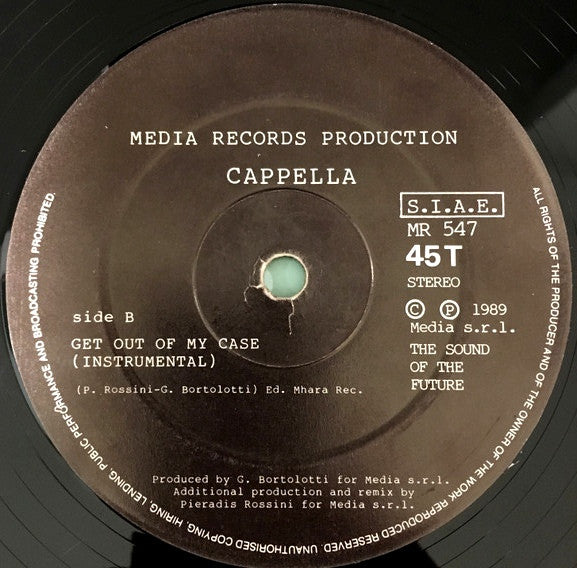 MEDIA RECORDS PRODUCTION
CAPPELLA
S.I.A.E.
MR 547
45T
STEREO
© ℗ 1989
Media s.r.l.
THE SOUND
OF THE
FUTURE
side B
GET OUT OF MY CASE
(INSTRUMENTAL)
(P. Rossini-G. Bortolotti) Ed. Mhara Rec.
Produced by G. Bortolotti for Media s.r.l.
Additional production and remix by
Pieradis Rossini for Media s.r.l.
ALL RIGHTS OF THE PRODUCER AND OF THE OWNER OF THE WORK REPRODUCED RESERVED. UNAUTHORISED COPYING, HIRING, LENDING, PUBLIC PERFORMANCE AND BROADCASTING PROHIBITED.